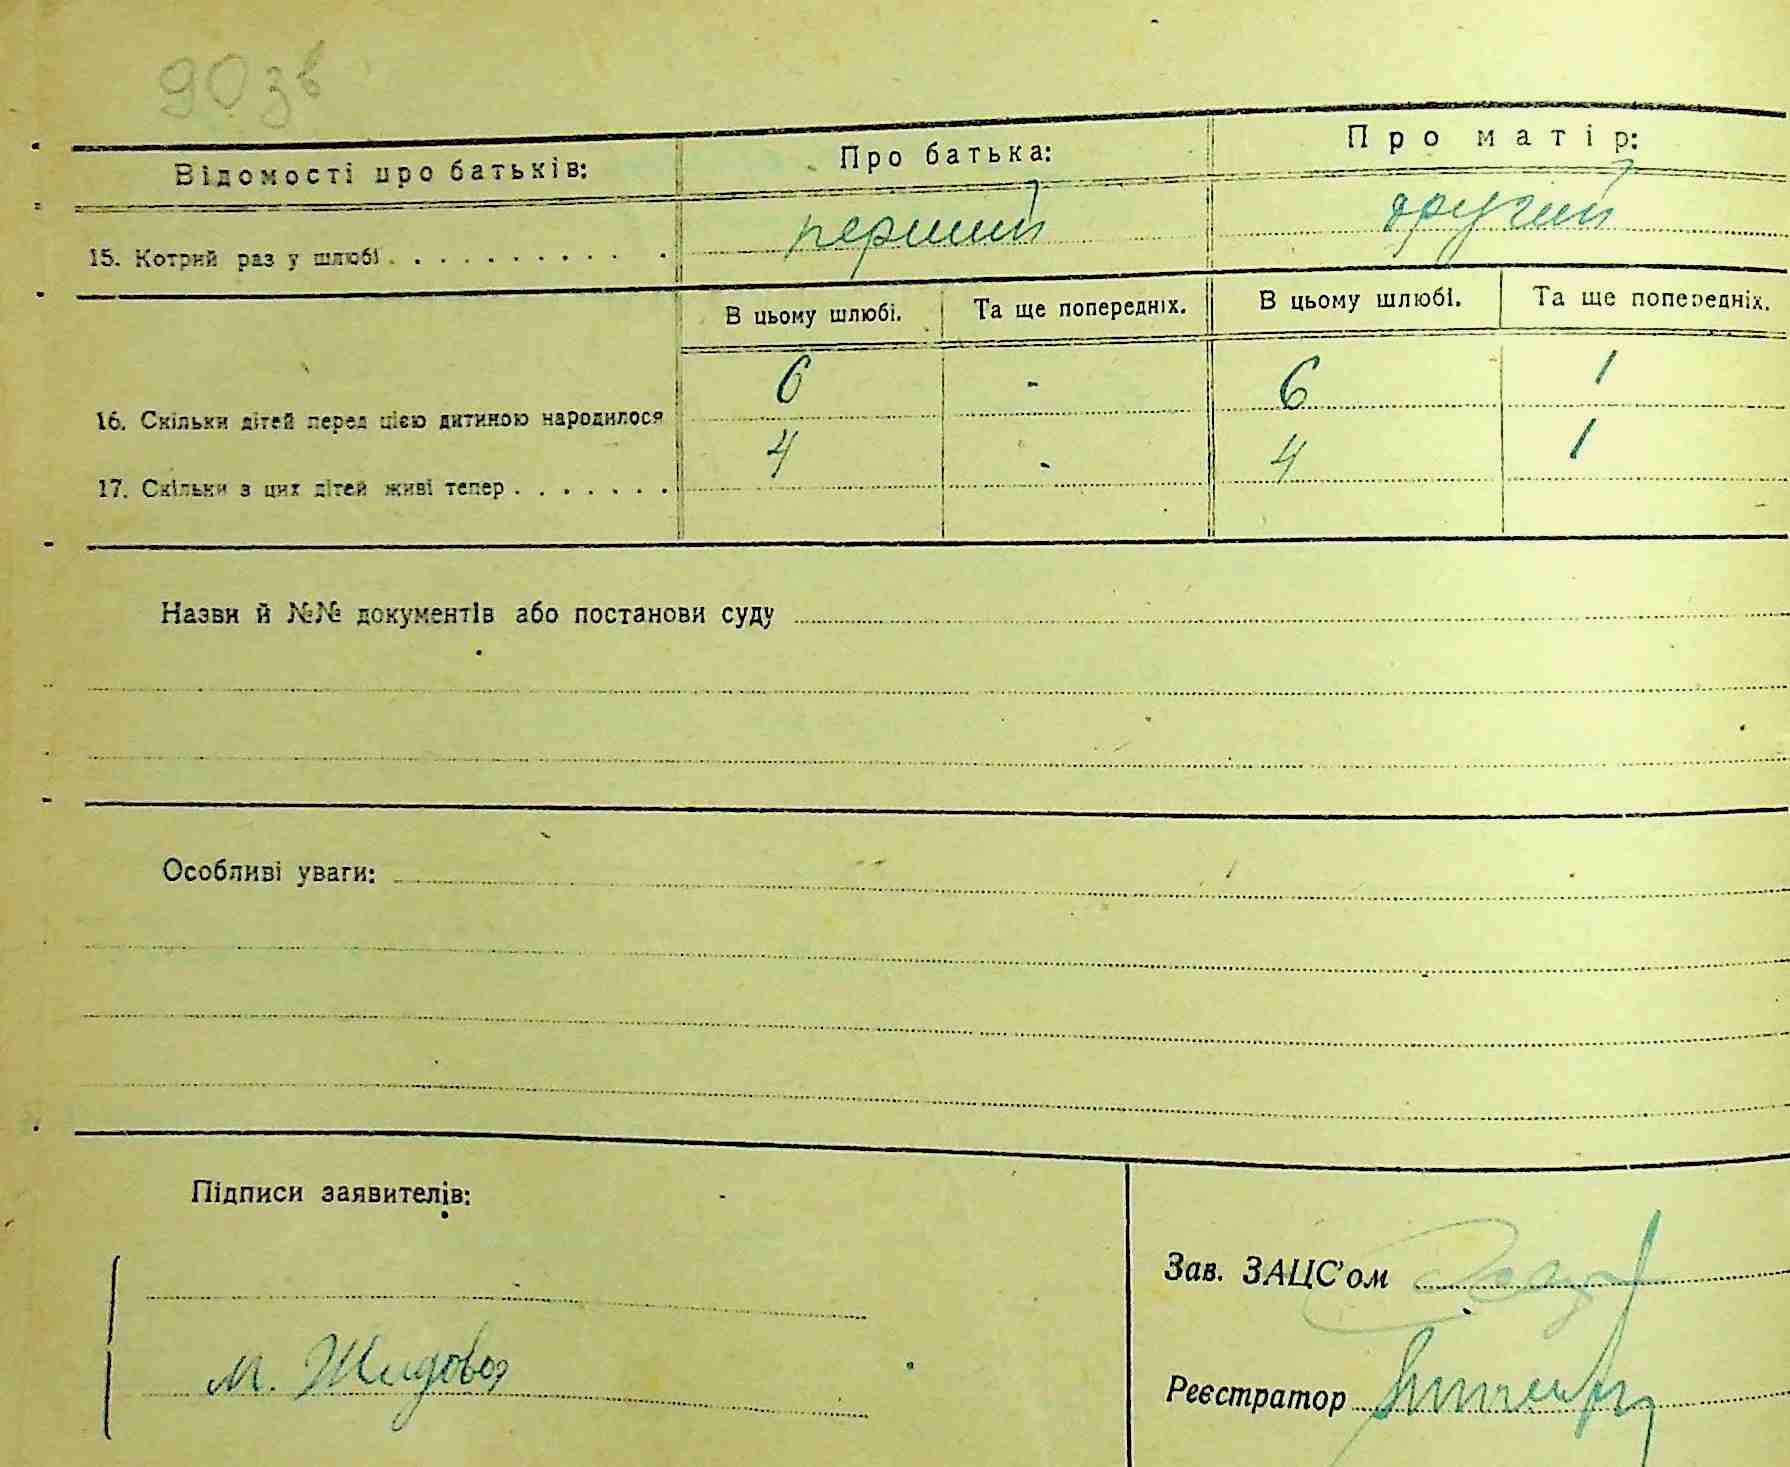 90 зв
Відомості про батьків: Про батька: Про матір:
15. Котрий раз у шлюбі . . . . . . . . . . перший другий
В цьому шлюбі. Та ще попередніх. В цьому шлюбі. Та ще попередніх.
16. Скільки дітей перед цією дитиною народилося 6 - 6 1
17. Скільки з цих дітей живі тепер . . . . . . . 4 - 4 1
Назви й №№ документів або постанови суду
Особливі уваги:
Підписи заявителів:
Зав. ЗАЦС'ом
м. Жидова
Реєстратор